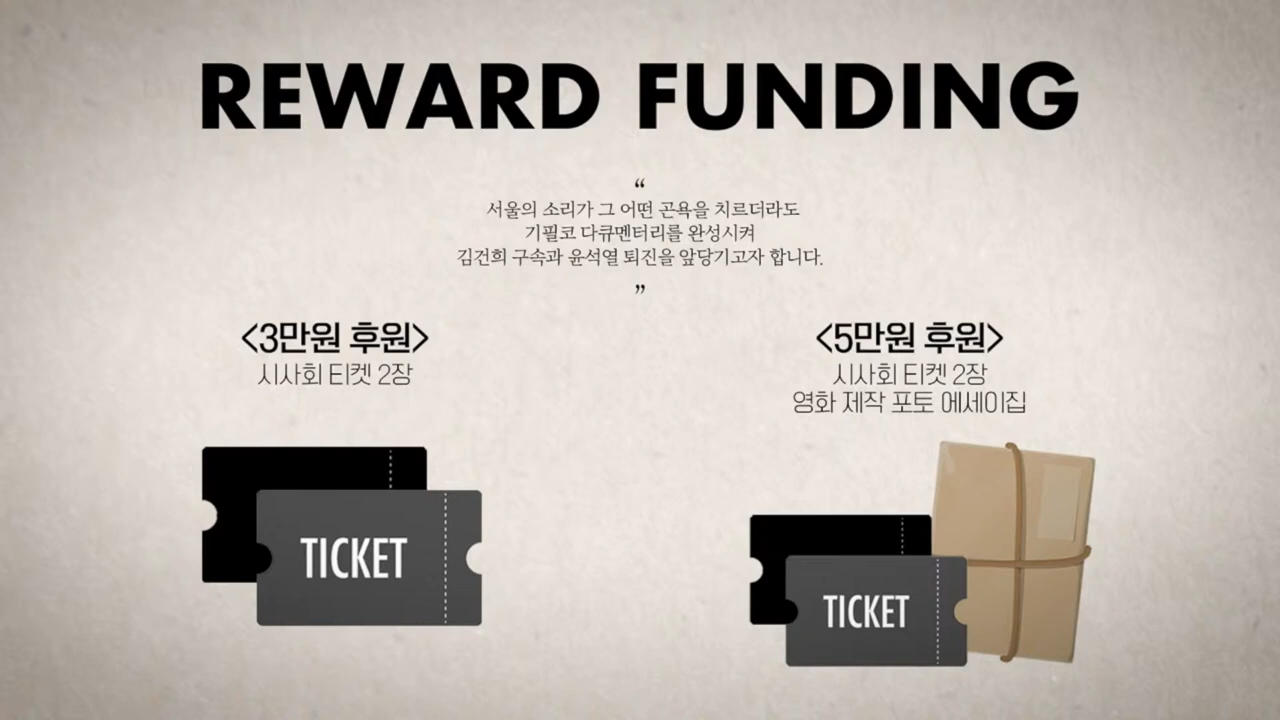 REWARD FUNDING
“
서울의 소리가 그 어떤 곤욕을 치르더라도
기필코 다큐멘터리를 완성시켜
김건희 구속과 윤석열 퇴진을 앞당기고자 합니다.
”
<3만원 후원>
시사회 티켓 2장
<5만원 후원>
시사회 티켓 2장
영화 제작 포토 에세이집
TICKET
TICKET